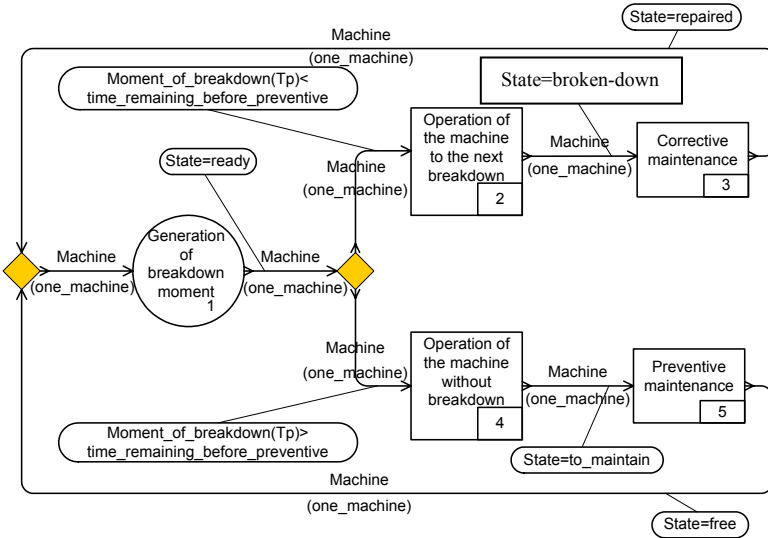 State=repaired
Machine
(one_machine)
Moment_of_breakdown(Tp)<
time_remaining_before_preventive
State=broken-down
Operation of
the machine
to the next
breakdown
2
Machine
(one_machine)
Corrective
maintenance
3
State=ready
Machine
(one_machine)
Machine
(one_machine)
Generation
of
breakdown
moment
1
Machine
(one_machine)
Machine
(one_machine)
Operation of
the machine
without
breakdown
4
Machine
(one_machine)
Preventive
maintenance
5
Moment_of_breakdown(Tp)>
time_remaining_before_preventive
State=to_maintain
Machine
(one_machine)
State=free